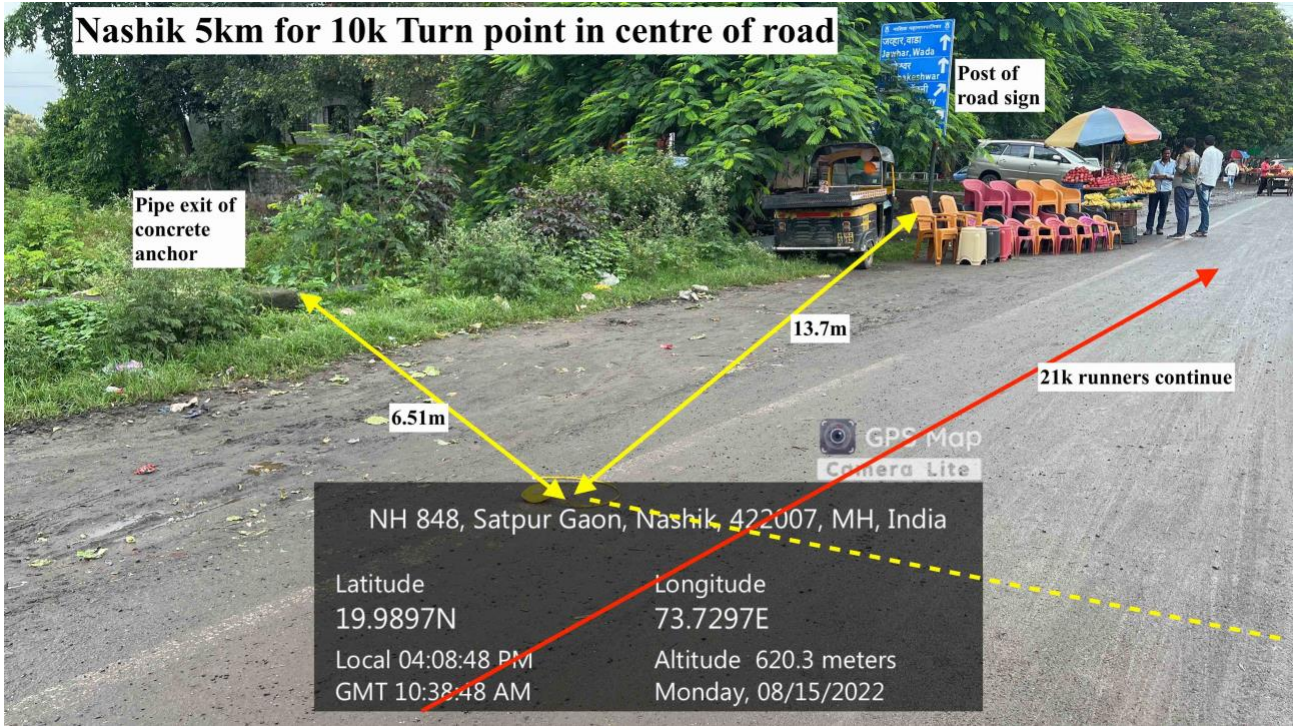 Nashik 5km for 10k Turn point in centre of road
जव्हार, वाडा
Jawhar, Wada
Post of
road sign
Pipe exit of
concrete
anchor
13.7m
21k runners continue
6.51m
GPS Map
Camera Lite
NH 848, Satpur Gaon, Nashik, 422007, MH, India
Latitude
19.9897N
Longitude
73.7297E
Local 04:08:48 PM
GMT 10:38:48 AM
Altitude 620.3 meters
Monday, 08/15/2022